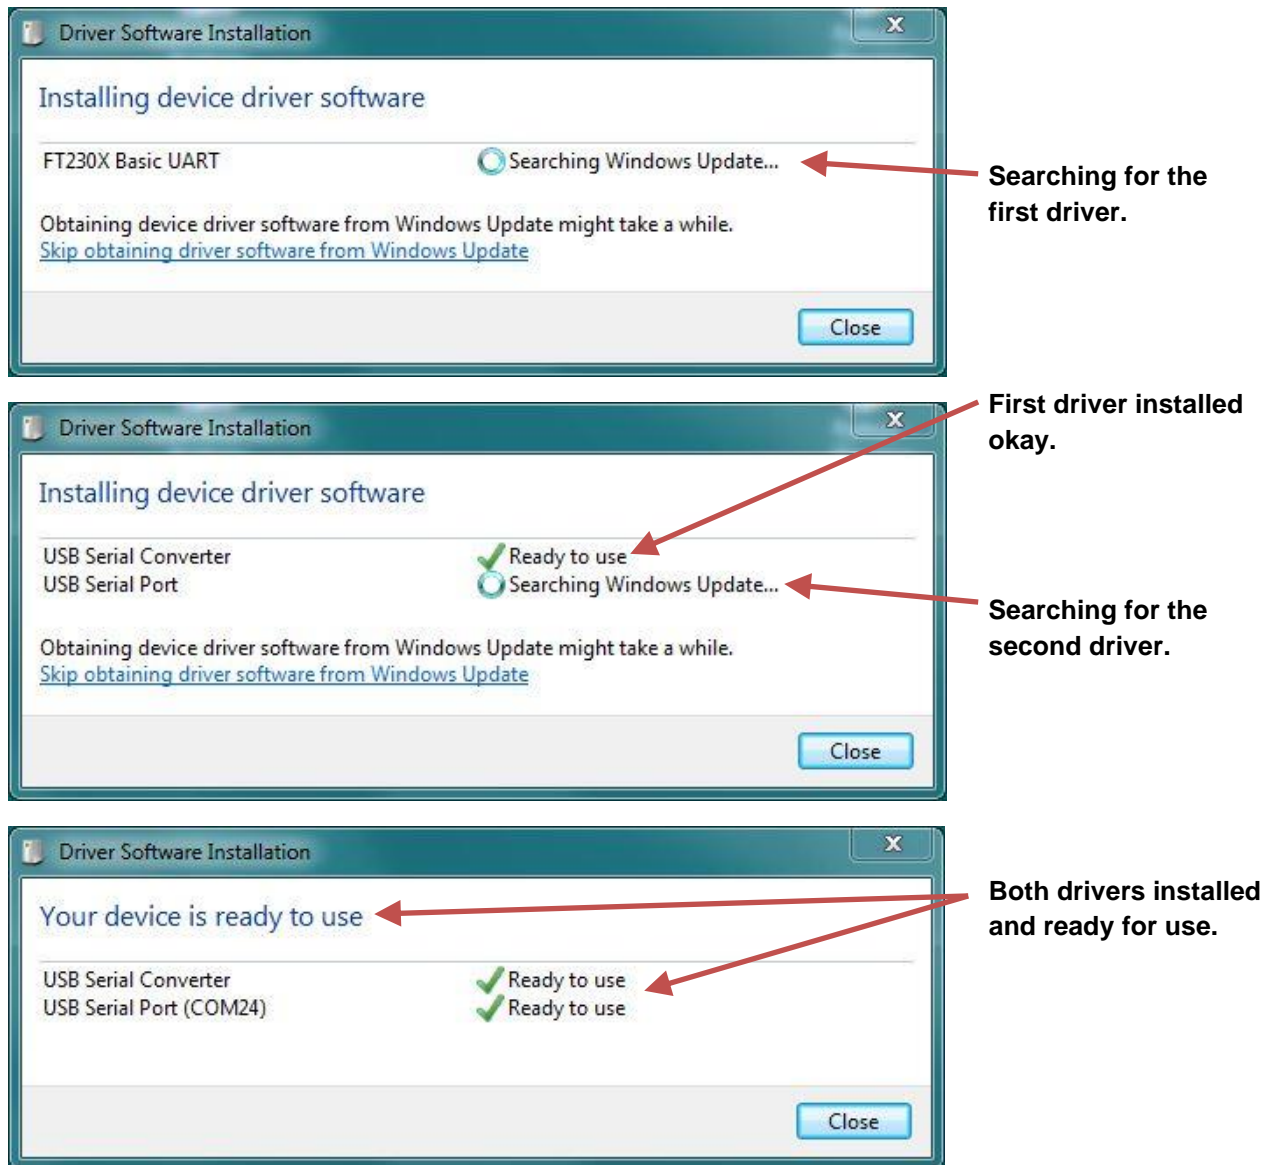 Driver Software Installation
X
Installing device driver software
FT230X Basic UART
Searching Windows Update...
Obtaining device driver software from Windows Update might take a while.
Skip obtaining driver software from Windows Update
Close
Searching for the
first driver.
Driver Software Installation
X
Installing device driver software
USB Serial Converter
Ready to use
USB Serial Port
Searching Windows Update...
Obtaining device driver software from Windows Update might take a while.
Skip obtaining driver software from Windows Update
Close
First driver installed
okay.
Searching for the
second driver.
Driver Software Installation
X
Your device is ready to use
USB Serial Converter
Ready to use
USB Serial Port (COM24)
Ready to use
Close
Both drivers installed
and ready for use.